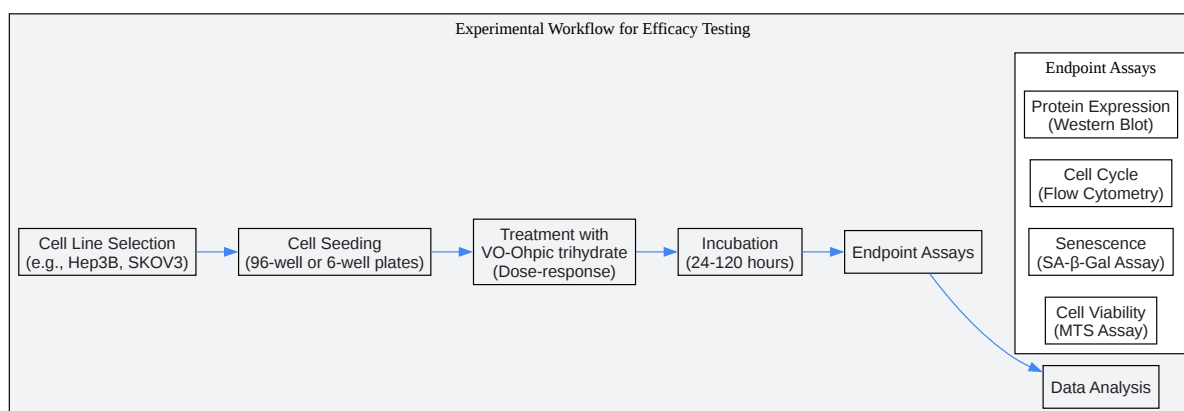 Experimental Workflow for Efficacy Testing
Cell Line Selection
(e.g., Hep3B, SKOV3)
Cell Seeding
(96-well or 6-well plates)
Treatment with
VO-Ohpic trihydrate
(Dose-response)
Incubation
(24-120 hours)
Endpoint Assays
Endpoint Assays
Protein Expression
(Western Blot)
Cell Cycle
(Flow Cytometry)
Senescence
(SA-β-Gal Assay)
Cell Viability
(MTS Assay)
Data Analysis